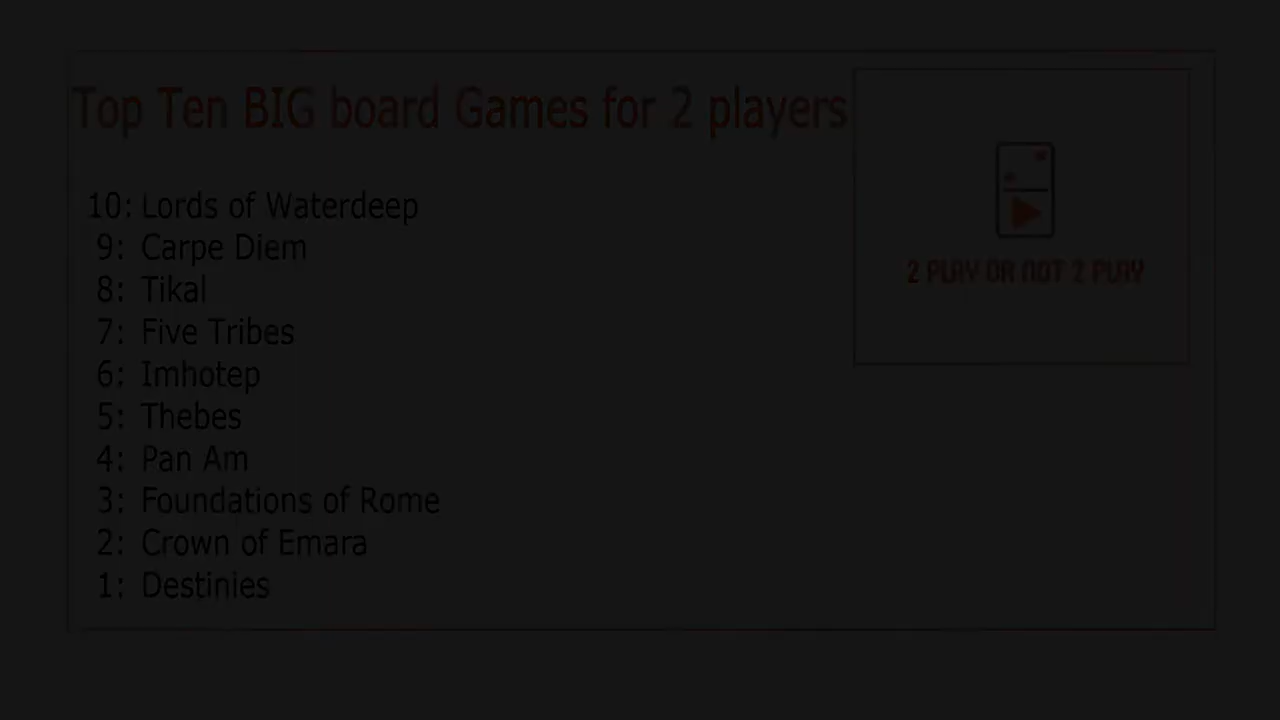 Top Ten BIG board Games for 2 players
10: Lords of Waterdeep
9: Carpe Diem
8: Tikal
7: Five Tribes
6: Imhotep
5: Thebes
4: Pan Am
3: Foundations of Rome
2: Crown of Emara
1: Destinies
2 PLAY OR NOT 2 PLAY